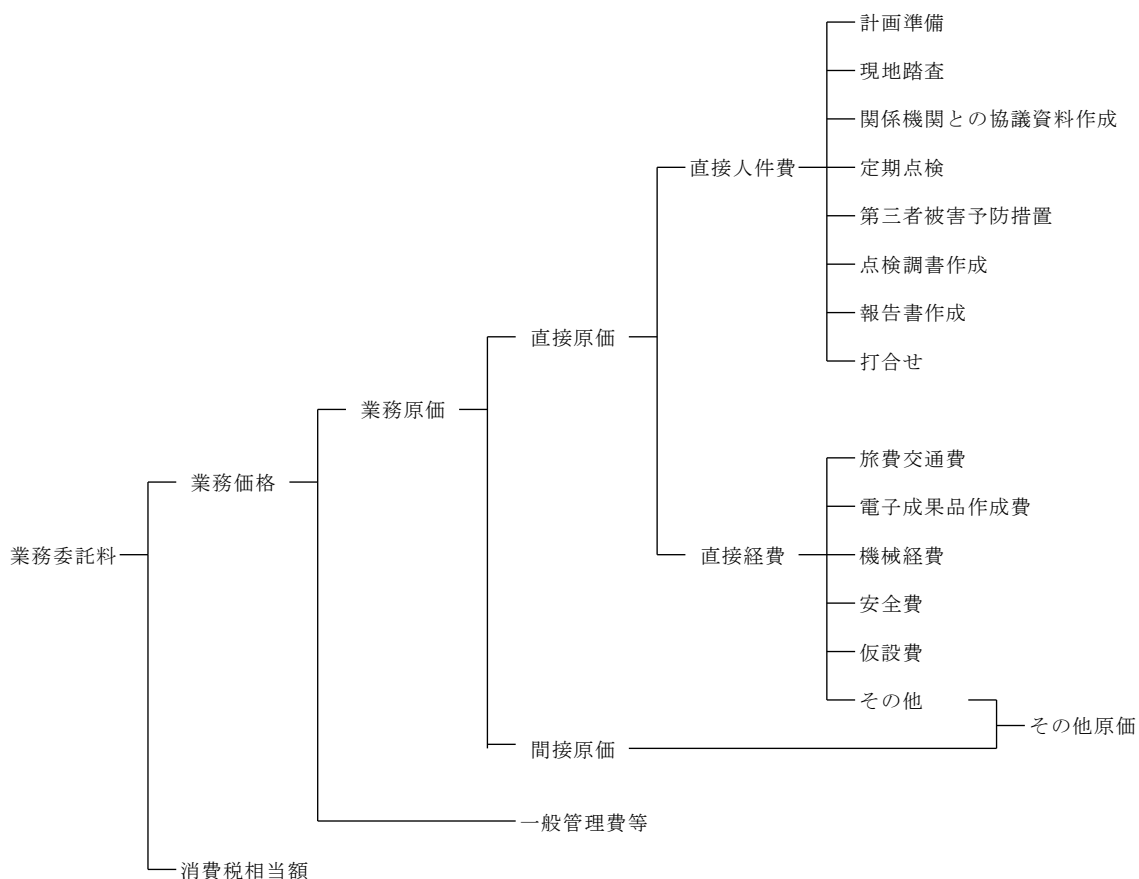 計画準備
現地踏査
関係機関との協議資料作成
直接人件費
定期点検
第三者被害予防措置
点検調書作成
報告書作成
直接原価
打合せ
業務原価
旅費交通費
業務価格
電子成果品作成費
業務委託料
直接経費
機械経費
安全費
仮設費
その他
その他原価
間接原価
一般管理費等
消費税相当額